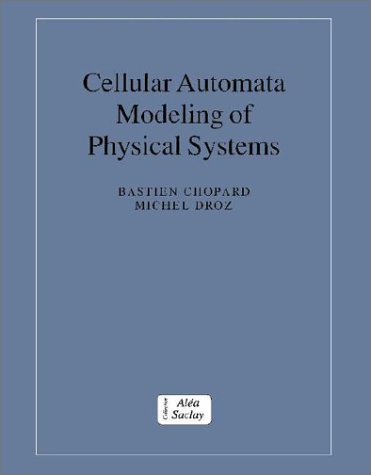 Cellular Automata
Modeling of
Physical Systems
BASTIEN CHOPARD
MICHEL DROZ
Collection
Aléa
Saclay